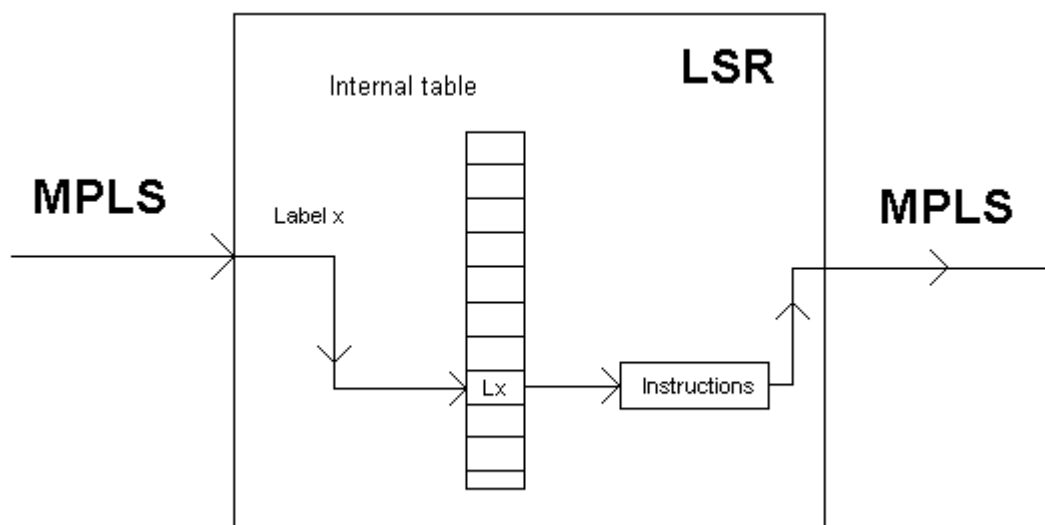 LSR
Internal table
MPLS
Label x
MPLS
Lx
Instructions